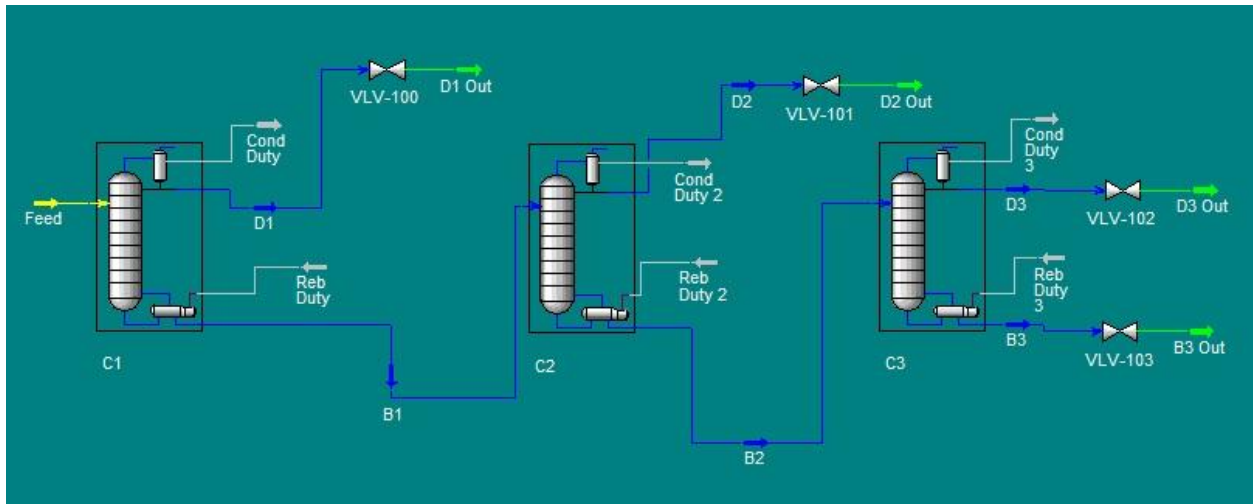 VLV-100
D1 Out
Cond
Duty
Feed
D1
Reb
Duty
C1
B1
D2
VLV-101
D2 Out
Cond
Duty 2
Reb
Duty 2
C2
B2
Cond
Duty
3
D3
VLV-102
D3 Out
Reb
Duty
3
B3
VLV-103
B3 Out
C3